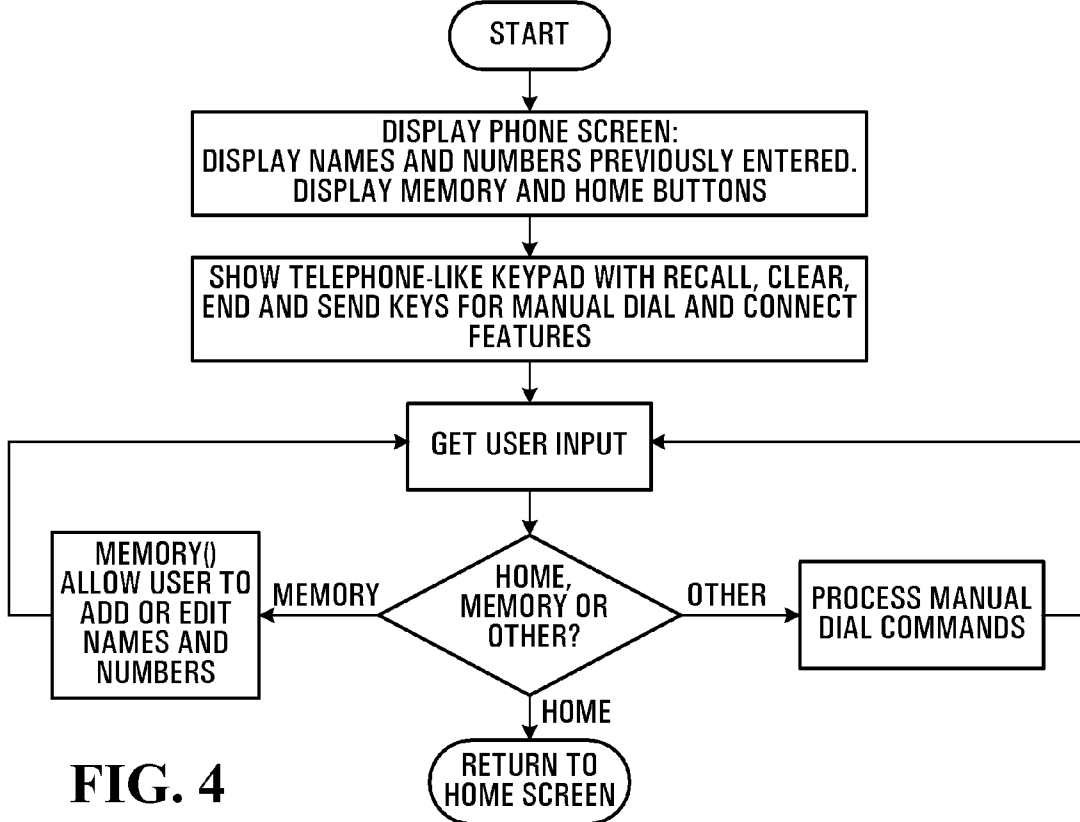 START
DISPLAY PHONE SCREEN:
DISPLAY NAMES AND NUMBERS PREVIOUSLY ENTERED.
DISPLAY MEMORY AND HOME BUTTONS
SHOW TELEPHONE-LIKE KEYPAD WITH RECALL, CLEAR,
END AND SEND KEYS FOR MANUAL DIAL AND CONNECT
FEATURES
GET USER INPUT
MEMORY()
ALLOW USER TO
ADD OR EDIT
NAMES AND
NUMBERS
MEMORY
HOME,
MEMORY OR
OTHER?
OTHER
PROCESS MANUAL
DIAL COMMANDS
HOME
RETURN TO
HOME SCREEN
FIG. 4